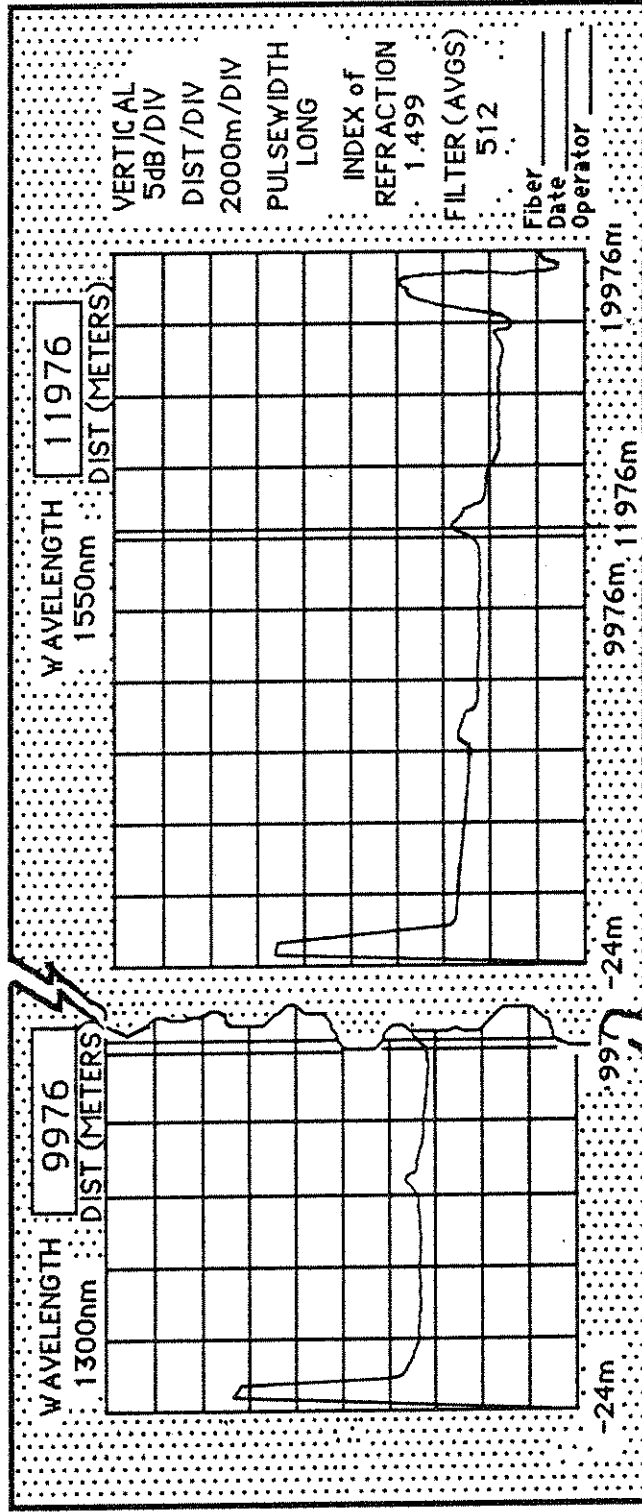 WAVELENGTH
1300nm
9976
DIST (METERS
-24m
997
WAVELENGTH
1550nm
11976
DIST (METERS)
-24m
9976m
11976m
19976m
VERTICAL
5dB/DIV
DIST/DIV
2000m/DIV
PULSEWIDTH
LONG
INDEX of
REFRACTION
1.499
FILTER(AVGS)
512
Fiber
Date
Operator